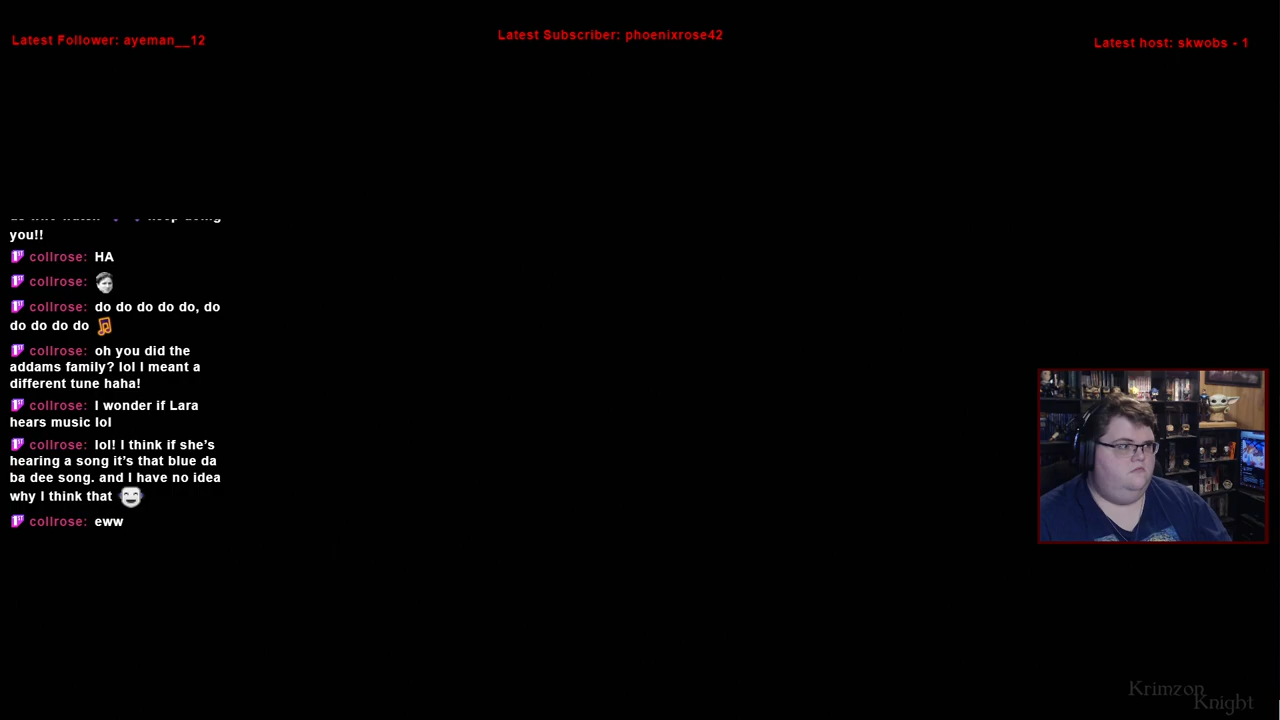 Latest Follower: ayeman__12
Latest Subscriber: phoenixrose42
Latest host: skwobs - 1
you!!
collrose: HA
collrose:
collrose: do do do do do, do
do do do do
collrose: oh you did the
addams family? lol I meant a
different tune haha!
collrose: I wonder if Lara
hears music lol
collrose: lol! I think if she's
hearing a song it's that blue da
ba dee song. and I have no idea
why I think that
collrose: eww
Krimzon
Knight